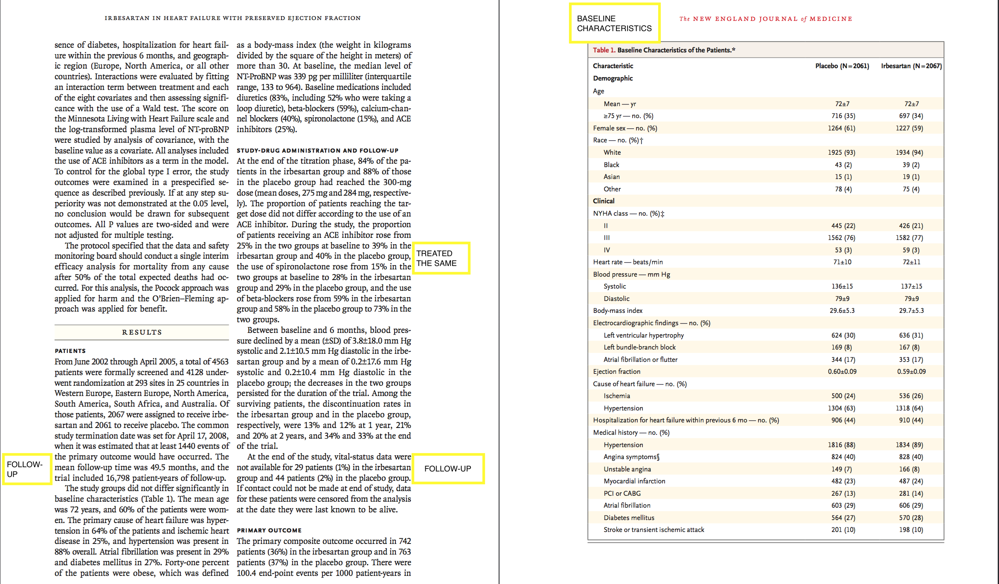 IRBESARTAN IN HEART FAILURE WITH PRESERVED EJECTION FRACTION
sence of diabetes, hospitalization for heart fail-
ure within the previous 6 months, and geograph-
ic region (Europe, North America, or all other
countries). Interactions were evaluated by fitting
an interaction term between treatment and each
of the eight covariates and then assessing signifi-
cance with the use of a Wald test. The score on
the Minnesota Living with Heart Failure scale and
the log-transformed plasma level of NT-proBNP
were studied by analysis of covariance, with the
baseline value as a covariate. All analyses included
the use of ACE inhibitors as a term in the model.
To control for the global type I error, the study
outcomes were examined in a prespecified se-
quence as described previously. If at any step su-
periority was not demonstrated at the 0.05 level,
no conclusion would be drawn for subsequent
outcomes. All P values are two-sided and were
not adjusted for multiple testing.
The protocol specified that the data and safety
monitoring board should conduct a single interim
efficacy analysis for mortality from any cause
after 50% of the total expected deaths had oc-
curred. For this analysis, the Pocock approach was
applied for harm and the O'Brien–Fleming ap-
proach was applied for benefit.
RESULTS
PATIENTS
From June 2002 through April 2005, a total of 4563
patients were formally screened and 4128 under-
went randomization at 293 sites in 25 countries in
Western Europe, Eastern Europe, North America,
South America, South Africa, and Australia. Of
those patients, 2067 were assigned to receive irbe-
sartan and 2061 to receive placebo. The common
study termination date was set for April 17, 2008,
when it was estimated that at least 1440 events of
the primary outcome would have occurred. The
mean follow-up time was 49.5 months, and the
trial included 16,798 patient-years of follow-up.
FOLLOW-
UP
The study groups did not differ significantly in
baseline characteristics (Table 1). The mean age
was 72 years, and 60% of the patients were wom-
en. The primary cause of heart failure was hyper-
tension in 64% of the patients and ischemic heart
disease in 25%, and hypertension was present in
88% overall. Atrial fibrillation was present in 29%
and diabetes mellitus in 27%. Forty-one percent
of the patients were obese, which was defined
as a body-mass index (the weight in kilograms
divided by the square of the height in meters) of
more than 30. At baseline, the median level of
NT-ProBNP was 339 pg per milliliter (interquartile
range, 133 to 964). Baseline medications included
diuretics (83%, including 52% who were taking a
loop diuretic), beta-blockers (59%), calcium-chan-
nel blockers (40%), spironolactone (15%), and ACE
inhibitors (25%).
STUDY-DRUG ADMINISTRATION AND FOLLOW-UP
At the end of the titration phase, 84% of the pa-
tients in the irbesartan group and 88% of those
in the placebo group had reached the 300-mg
dose (mean doses, 275 mg and 284 mg, respective-
ly). The proportion of patients reaching the tar-
get dose did not differ according to the use of an
ACE inhibitor. During the study, the proportion
of patients receiving an ACE inhibitor rose from
25% in the two groups at baseline to 39% in the
irbesartan group and 40% in the placebo group,
the use of spironolactone rose from 15% in the
two groups at baseline to 28% in the irbesartan
group and 29% in the placebo group, and the use
of beta-blockers rose from 59% in the irbesartan
group and 58% in the placebo group to 73% in the
two groups.
TREATED
THE SAME
Between baseline and 6 months, blood pres-
sure declined by a mean (±SD) of 3.8±18.0 mm Hg
systolic and 2.1±10.5 mm Hg diastolic in the irbe-
sartan group and by a mean of 0.2±17.6 mm Hg
systolic and 0.2±10.4 mm Hg diastolic in the
placebo group; the decreases in the two groups
persisted for the duration of the trial. Among the
surviving patients, the discontinuation rates in
the irbesartan group and in the placebo group,
respectively, were 13% and 12% at 1 year, 21%
and 20% at 2 years, and 34% and 33% at the end
of the trial.
At the end of the study, vital-status data were
not available for 29 patients (1%) in the irbesartan
group and 44 patients (2%) in the placebo group.
If contact could not be made at end of study, data
for these patients were censored from the analysis
at the date they were last known to be alive.
FOLLOW-UP
PRIMARY OUTCOME
The primary composite outcome occurred in 742
patients (36%) in the irbesartan group and in 763
patients (37%) in the placebo group. There were
100.4 end-point events per 1000 patient-years in
BASELINE
CHARACTERISTICS
The NEW ENGLAND JOURNAL of MEDICINE
Table 1. Baseline Characteristics of the Patients.*
Characteristic Placebo (N=2061) Irbesartan (N=2067)
Demographic
Age
Mean — yr 72±7 72±7
≥75 yr — no. (%) 716 (35) 697 (34)
Female sex — no. (%) 1264 (61) 1227 (59)
Race — no. (%)†
White 1925 (93) 1934 (94)
Black 43 (2) 39 (2)
Asian 15 (1) 19 (1)
Other 78 (4) 75 (4)
Clinical
NYHA class — no. (%)‡
II 445 (22) 426 (21)
III 1562 (76) 1582 (77)
IV 53 (3) 59 (3)
Heart rate — beats/min 71±10 72±11
Blood pressure — mm Hg
Systolic 136±15 137±15
Diastolic 79±9 79±9
Body-mass index 29.6±5.3 29.7±5.3
Electrocardiographic findings — no. (%)
Left ventricular hypertrophy 624 (30) 636 (31)
Left bundle-branch block 169 (8) 167 (8)
Atrial fibrillation or flutter 344 (17) 353 (17)
Ejection fraction 0.60±0.09 0.59±0.09
Cause of heart failure — no. (%)
Ischemia 500 (24) 536 (26)
Hypertension 1304 (63) 1318 (64)
Hospitalization for heart failure within previous 6 mo — no. (%) 906 (44) 910 (44)
Medical history — no. (%)
Hypertension 1816 (88) 1834 (89)
Angina symptoms§ 824 (40) 828 (40)
Unstable angina 149 (7) 166 (8)
Myocardial infarction 482 (23) 487 (24)
PCI or CABG 267 (13) 281 (14)
Atrial fibrillation 603 (29) 606 (29)
Diabetes mellitus 564 (27) 570 (28)
Stroke or transient ischemic attack 201 (10) 198 (10)